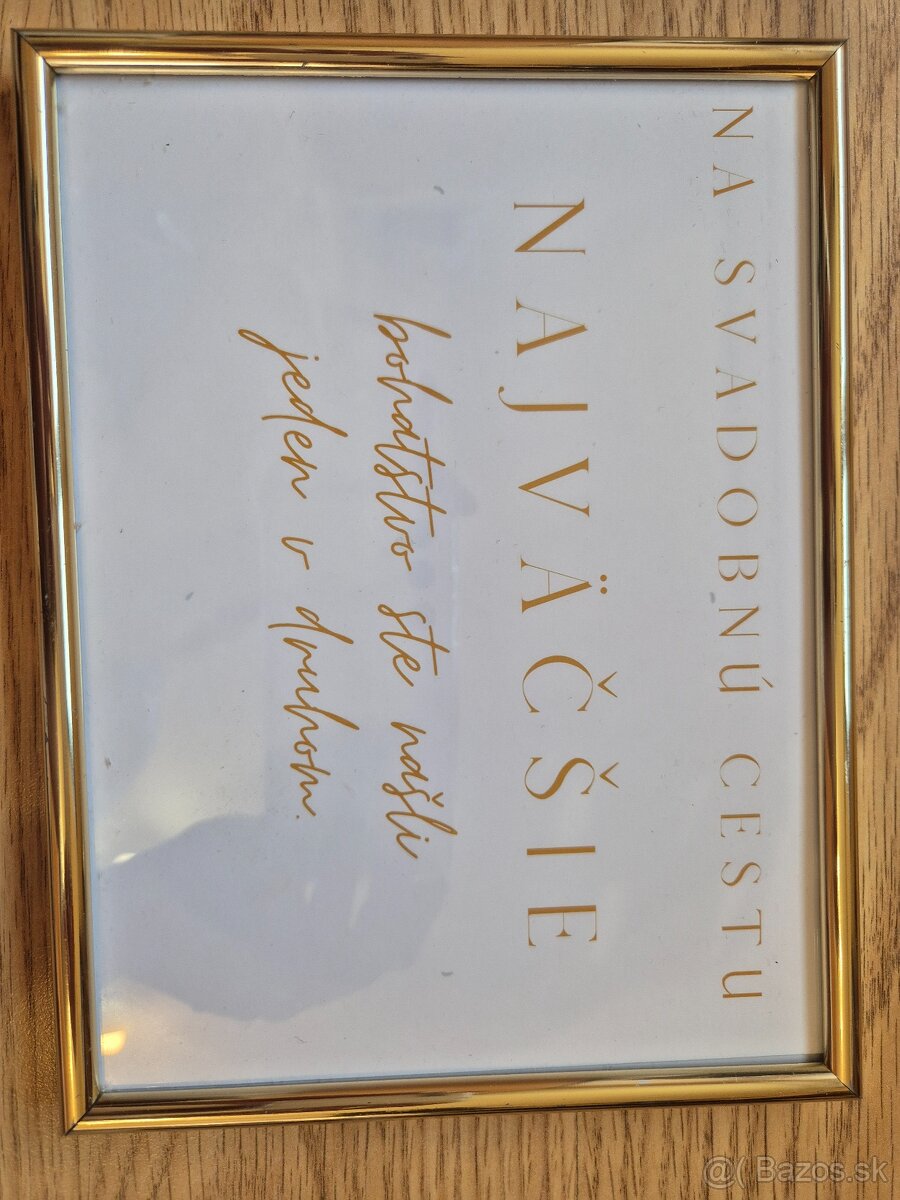 NA SVADOBNÚ CESTU
NAJVÄČŠIE
bohatstvo ste našli
jeden v druhom.
@( Bazos.sk